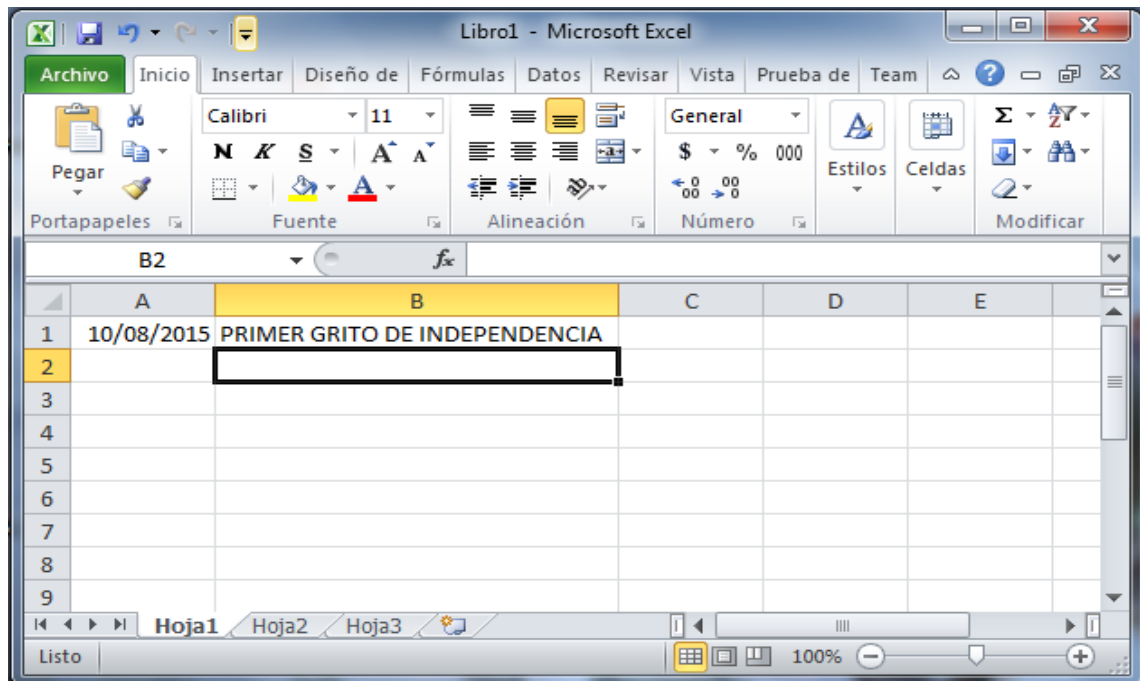 Libro1 - Microsoft Excel
Archivo Inicio Insertar Diseño de Fórmulas Datos Revisar Vista Prueba de Team
Calibri 11 General
N K S A A $ % 000
Pegar Estilos Celdas
A
Portapapeles Fuente Alineación Número Modificar
B2 fx
A B C D E
1 10/08/2015 PRIMER GRITO DE INDEPENDENCIA
2
3
4
5
6
7
8
9
Hoja1 Hoja2 Hoja3
Listo 100%